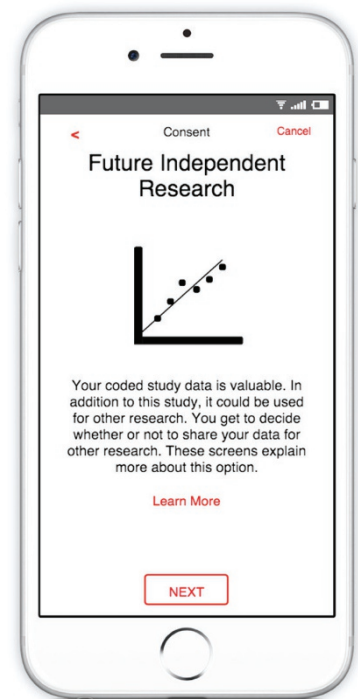 < Consent Cancel
Future Independent
Research
Your coded study data is valuable. In
addition to this study, it could be used
for other research. You get to decide
whether or not to share your data for
other research. These screens explain
more about this option.
Learn More
NEXT